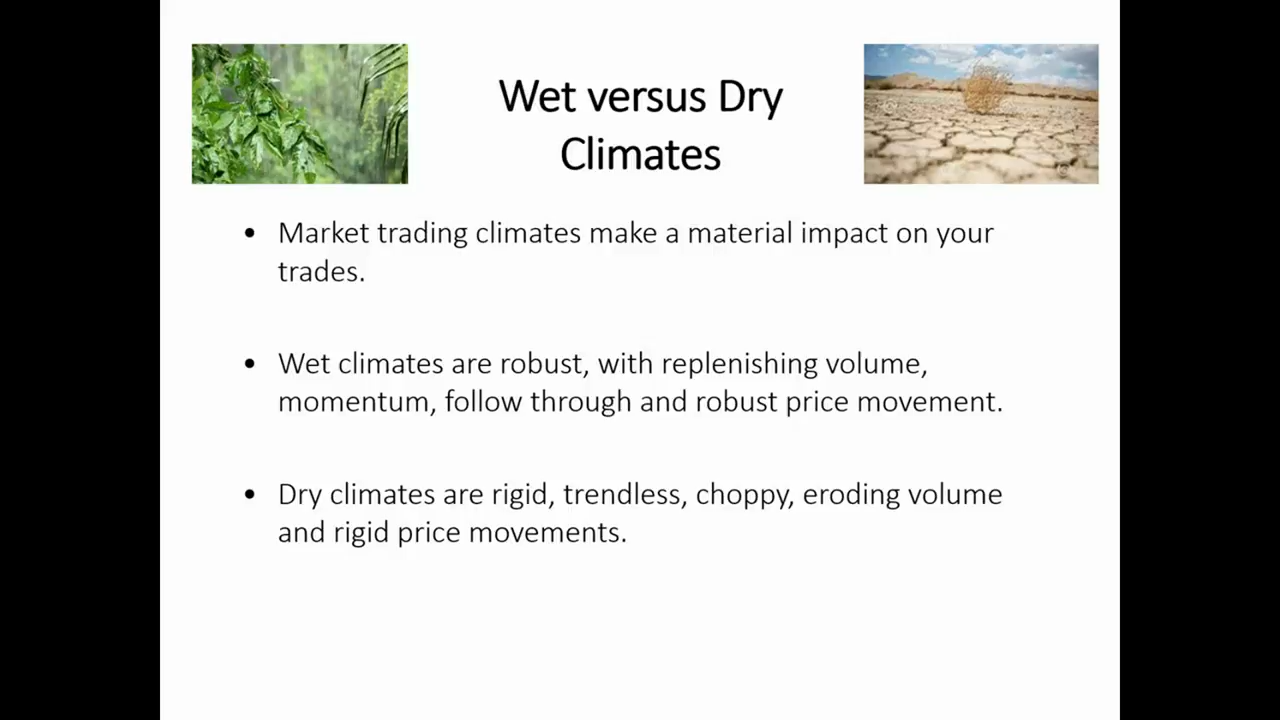 Wet versus Dry
Climates
• Market trading climates make a material impact on your
trades.
• Wet climates are robust, with replenishing volume,
momentum, follow through and robust price movement.
• Dry climates are rigid, trendless, choppy, eroding volume
and rigid price movements.